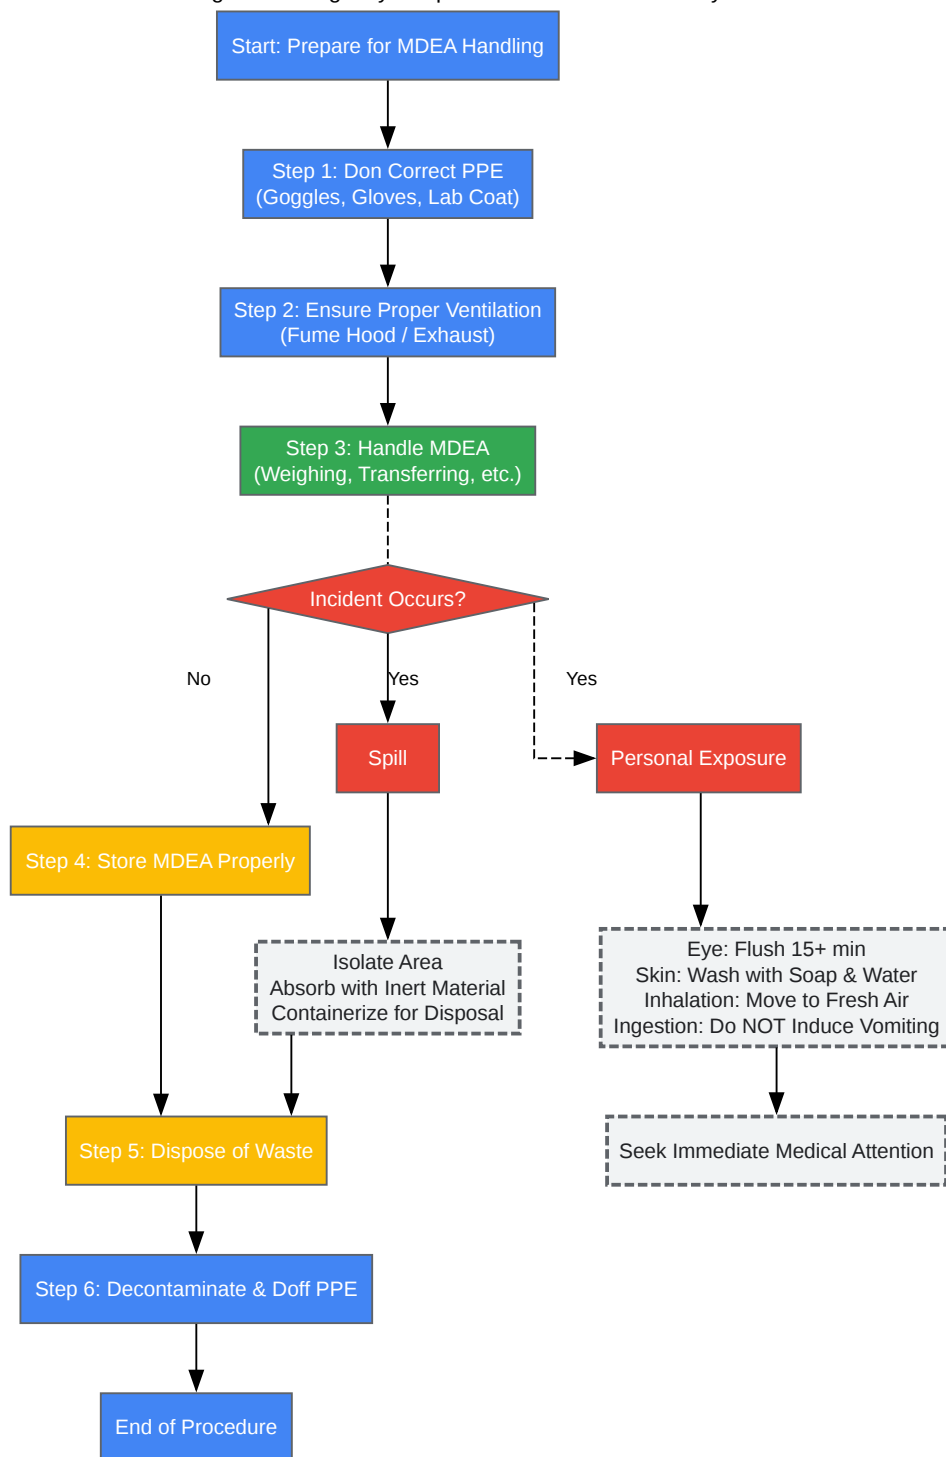 Start: Prepare for MDEA Handling
Step 1: Don Correct PPE
(Goggles, Gloves, Lab Coat)
Step 2: Ensure Proper Ventilation
(Fume Hood / Exhaust)
Step 3: Handle MDEA
(Weighing, Transferring, etc.)
Incident Occurs?
No
Yes
Yes
Spill
Personal Exposure
Step 4: Store MDEA Properly
Isolate Area
Absorb with Inert Material
Containerize for Disposal
Eye: Flush 15+ min
Skin: Wash with Soap & Water
Inhalation: Move to Fresh Air
Ingestion: Do NOT Induce Vomiting
Step 5: Dispose of Waste
Seek Immediate Medical Attention
Step 6: Decontaminate & Doff PPE
End of Procedure